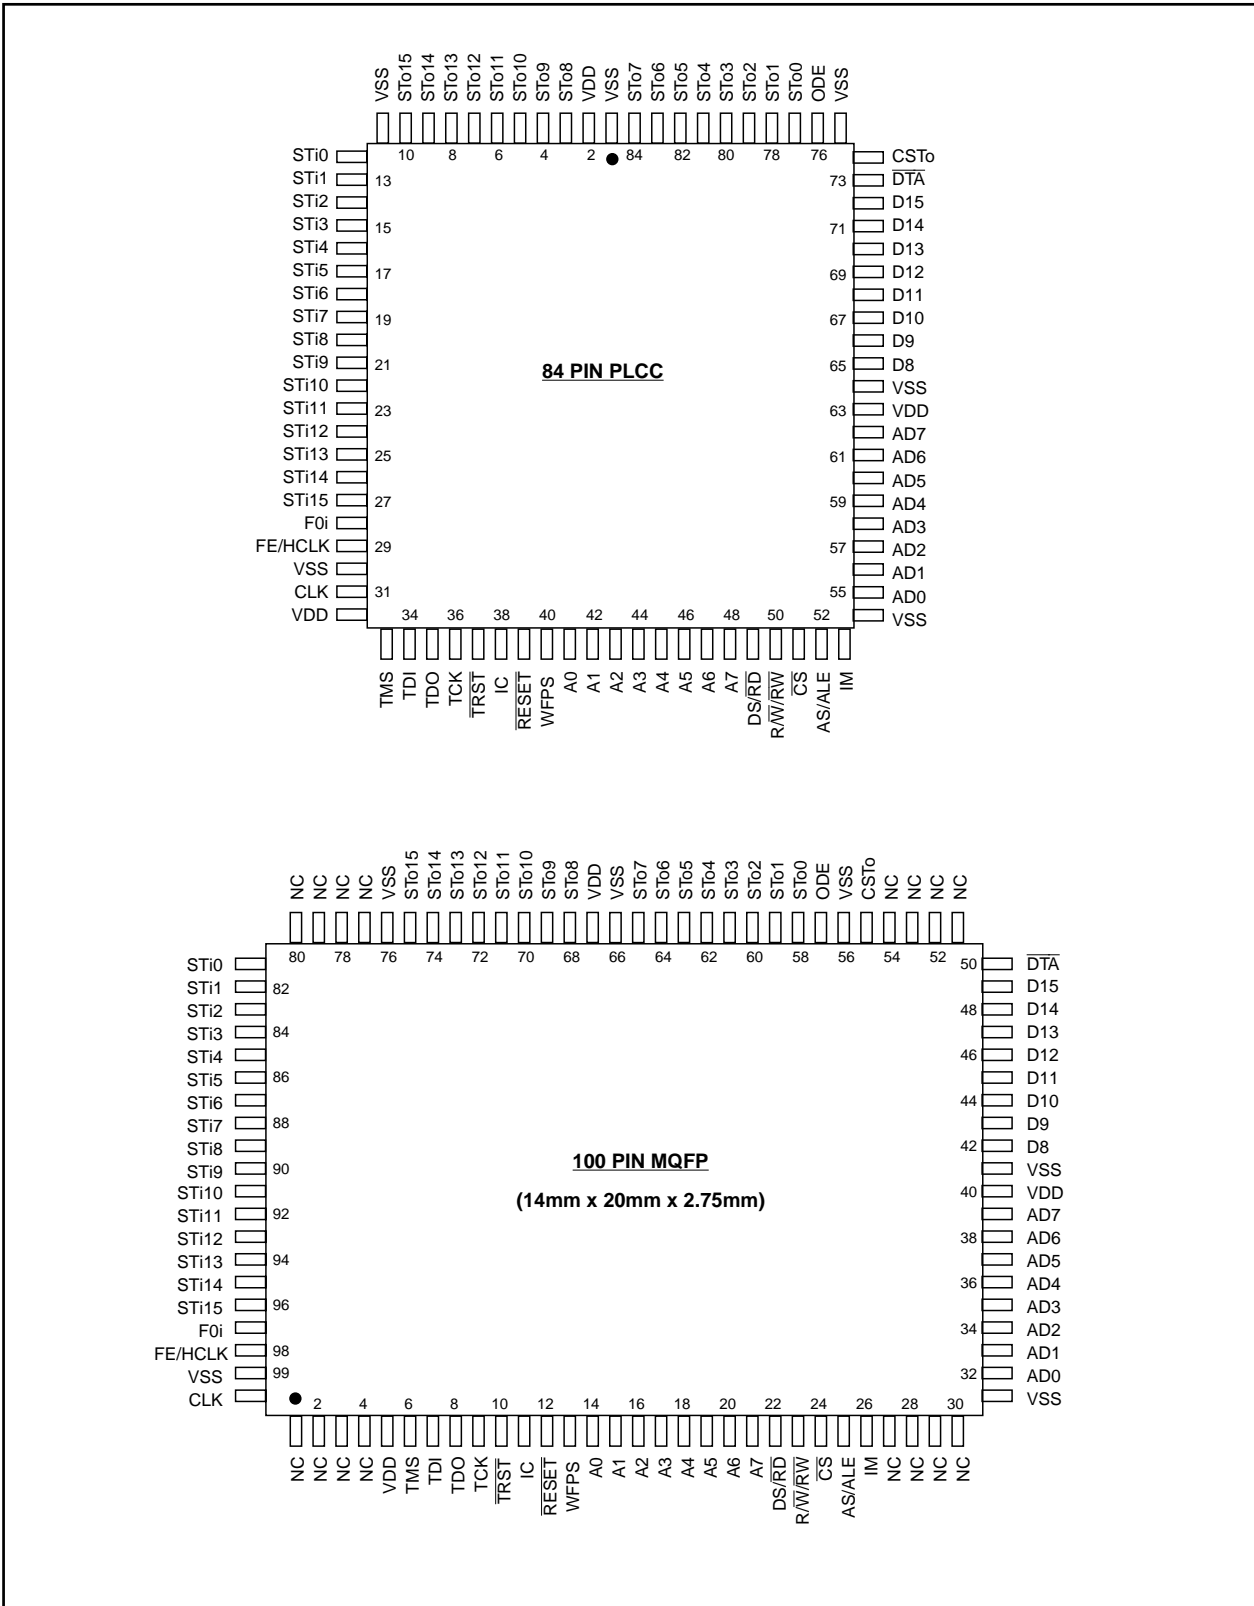 VSS STo15 STo14 STo13 STo12 STo11 STo10 STo9 STo8 VDD VSS STo7 STo6 STo5 STo4 STo3 STo2 STo1 STo0 ODE VSS
10 8 6 4 2 84 82 80 78 76
STi0 CSTo
STi1 13 73 DTA
STi2 D15
STi3 15 71 D14
STi4 D13
STi5 17 69 D12
STi6 D11
STi7 19 67 D10
STi8 D9
STi9 21 65 D8
84 PIN PLCC
STi10 VSS
STi11 23 63 VDD
STi12 AD7
STi13 25 61 AD6
STi14 AD5
STi15 27 59 AD4
F0i AD3
FE/HCLK 29 57 AD2
VSS AD1
CLK 31 55 AD0
VDD VSS
34 36 38 40 42 44 46 48 50 52
TMS TDI TDO TCK TRST IC RESET WFPS A0 A1 A2 A3 A4 A5 A6 A7 DS/RD R/W/RW CS AS/ALE IM
NC NC NC NC VSS STo15 STo14 STo13 STo12 STo11 STo10 STo9 STo8 VDD VSS STo7 STo6 STo5 STo4 STo3 STo2 STo1 STo0 ODE VSS CSTo NC NC NC NC
80 78 76 74 72 70 68 66 64 62 60 58 56 54 52
STi0 50 DTA
STi1 82 D15
STi2 48 D14
STi3 84 D13
STi4 46 D12
STi5 86 D11
STi6 44 D10
STi7 88 D9
STi8 42 D8
100 PIN MQFP
STi9 90 VSS
STi10 40 VDD
(14mm x 20mm x 2.75mm)
STi11 92 AD7
STi12 38 AD6
STi13 94 AD5
STi14 36 AD4
STi15 96 AD3
F0i 34 AD2
FE/HCLK 98 AD1
VSS 99 32 AD0
CLK VSS
2 4 6 8 10 12 14 16 18 20 22 24 26 28 30
NC NC NC NC VDD TMS TDI TDO TCK TRST IC RESET WFPS A0 A1 A2 A3 A4 A5 A6 A7 DS/RD R/W/RW CS AS/ALE IM NC NC NC NC